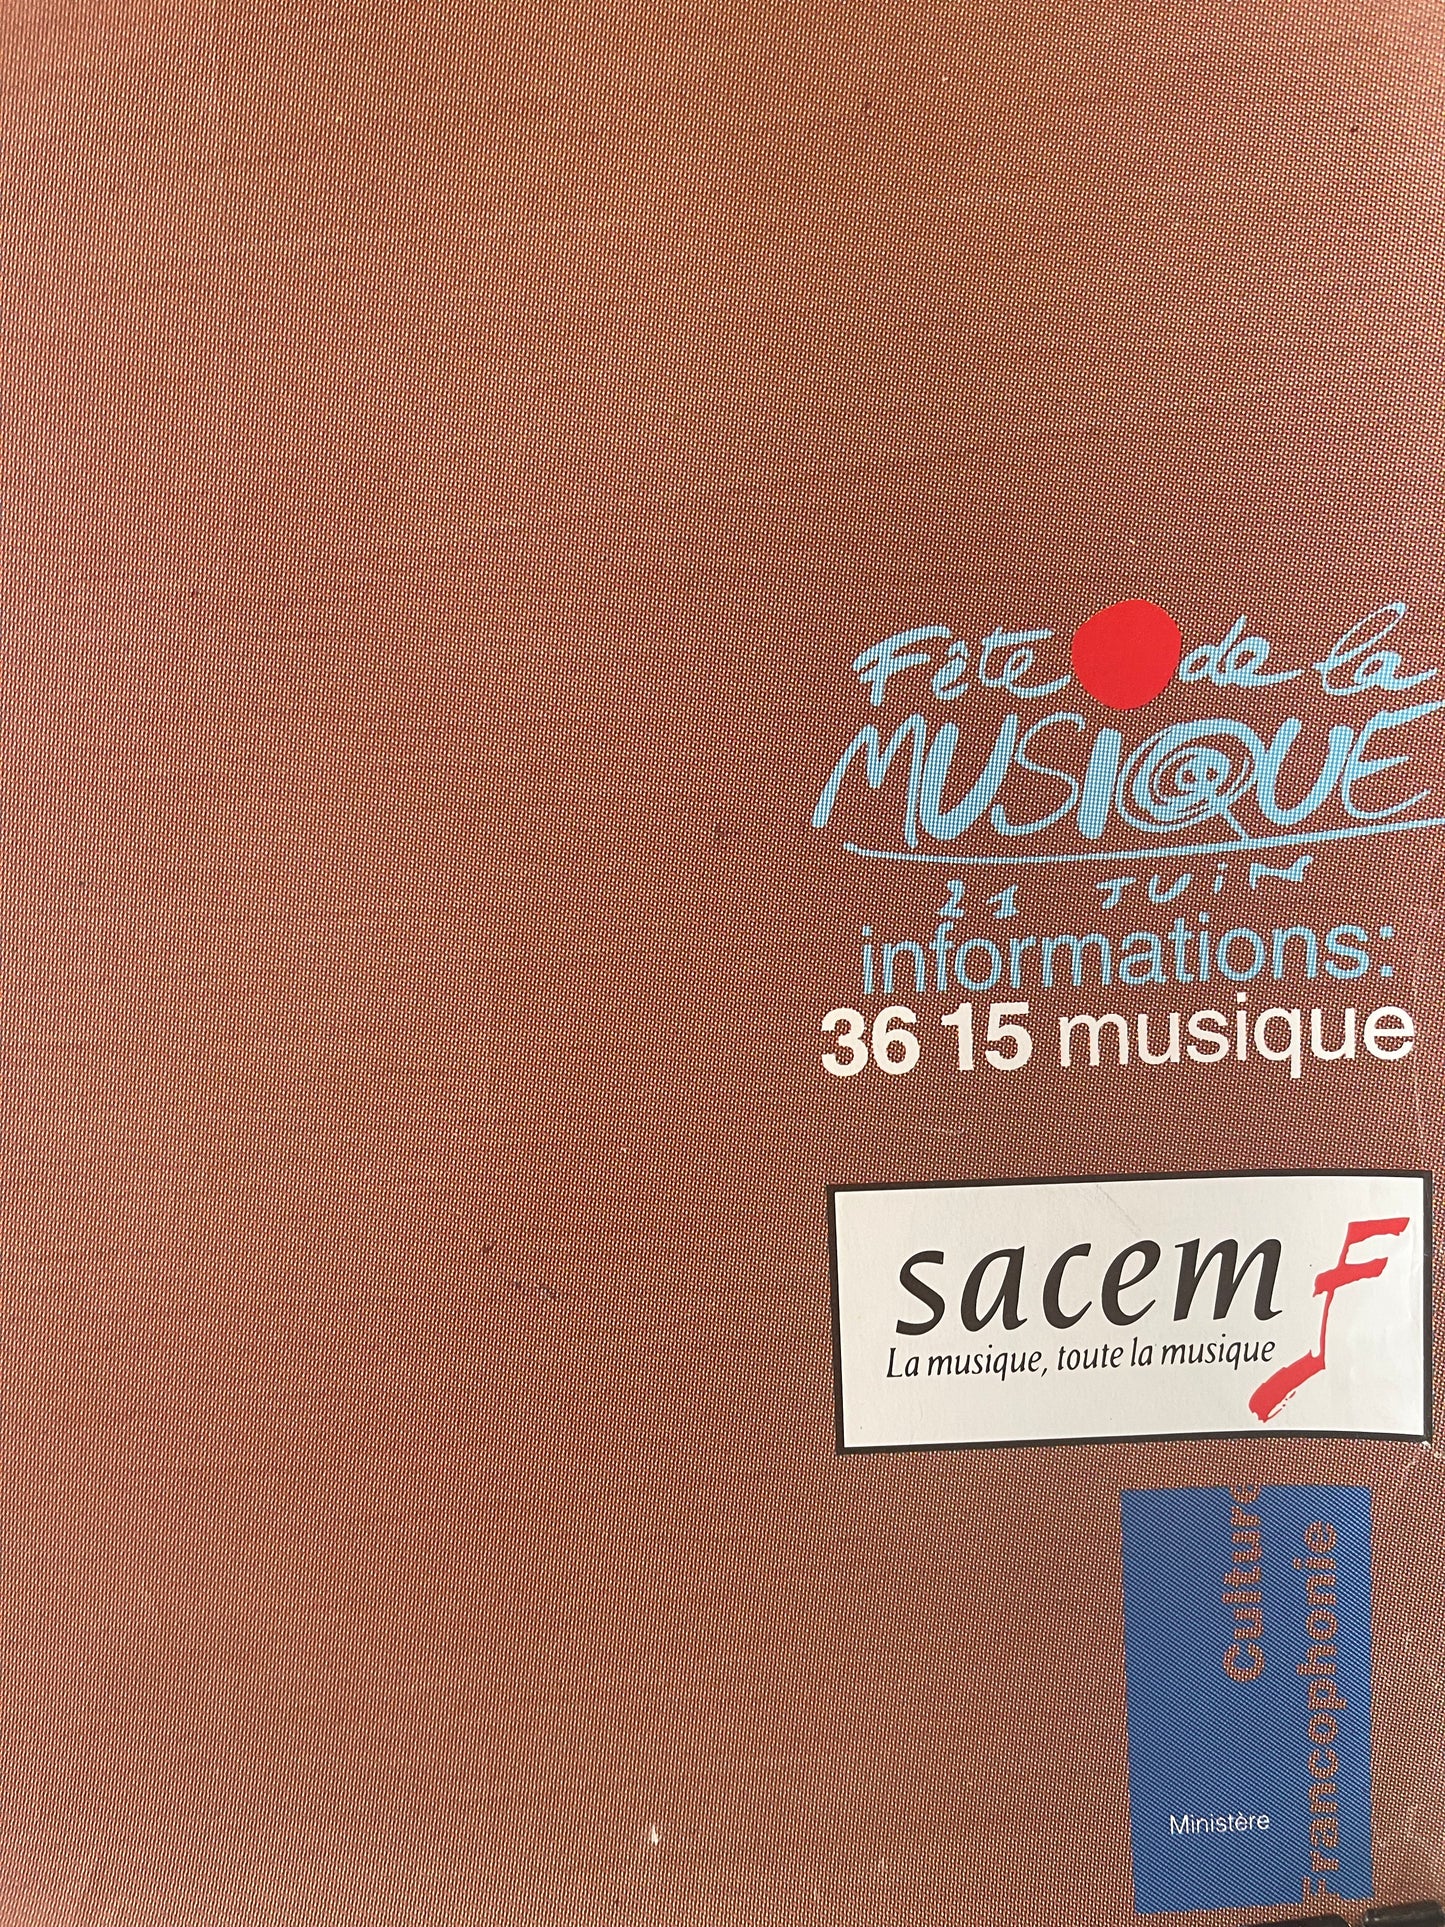 Fête de la
MUSIQUE
21 JUIN
informations:
36 15 musique
sacem
La musique, toute la musique
Culture
Francophonie
Ministère